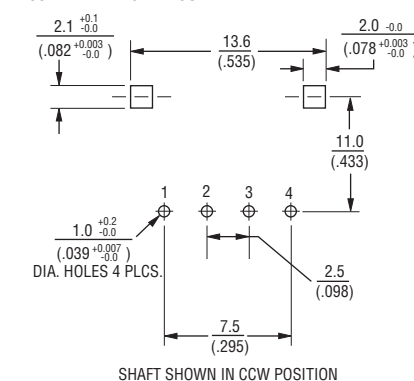 2.1 +0.1 -0.0
(.082 +0.003 -0.0 )
13.6
(.535)
2.0 -0.0
(.078 +0.003 -0.0 )
11.0
(.433)
1 2 3 4
1.0 +0.2 -0.0
(.039 +0.007 -0.0 )
DIA. HOLES 4 PLCS.
2.5
(.098)
7.5
(.295)
SHAFT SHOWN IN CCW POSITION